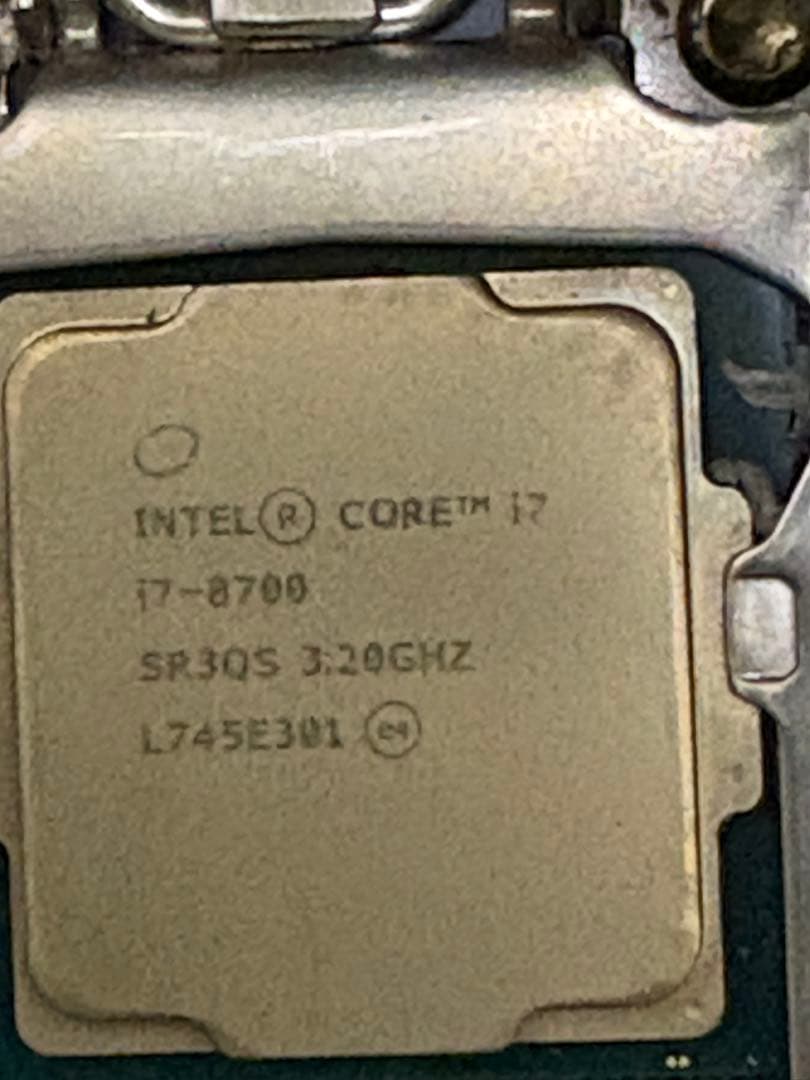 INTEL® CORE™ i7
i7-8700
SR3QS 3.20GHZ
L745E301 e4